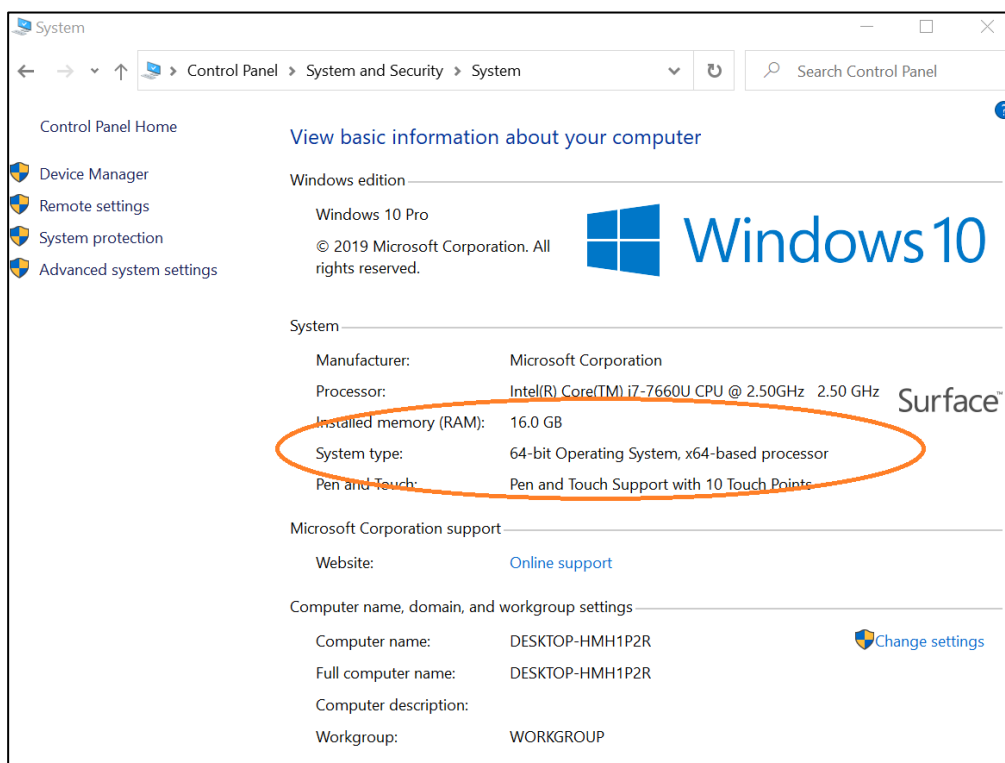 System
Control Panel > System and Security > System
Search Control Panel
Control Panel Home
Device Manager
Remote settings
System protection
Advanced system settings
View basic information about your computer
Windows edition
Windows 10 Pro
© 2019 Microsoft Corporation. All
rights reserved.
Windows 10
System
Manufacturer: Microsoft Corporation
Processor: Intel(R) Core(TM) i7-7660U CPU @ 2.50GHz 2.50 GHz
Installed memory (RAM): 16.0 GB
System type: 64-bit Operating System, x64-based processor
Pen and Touch: Pen and Touch Support with 10 Touch Points
Surface™
Microsoft Corporation support
Website: Online support
Computer name, domain, and workgroup settings
Computer name: DESKTOP-HMH1P2R
Change settings
Full computer name: DESKTOP-HMH1P2R
Computer description:
Workgroup: WORKGROUP